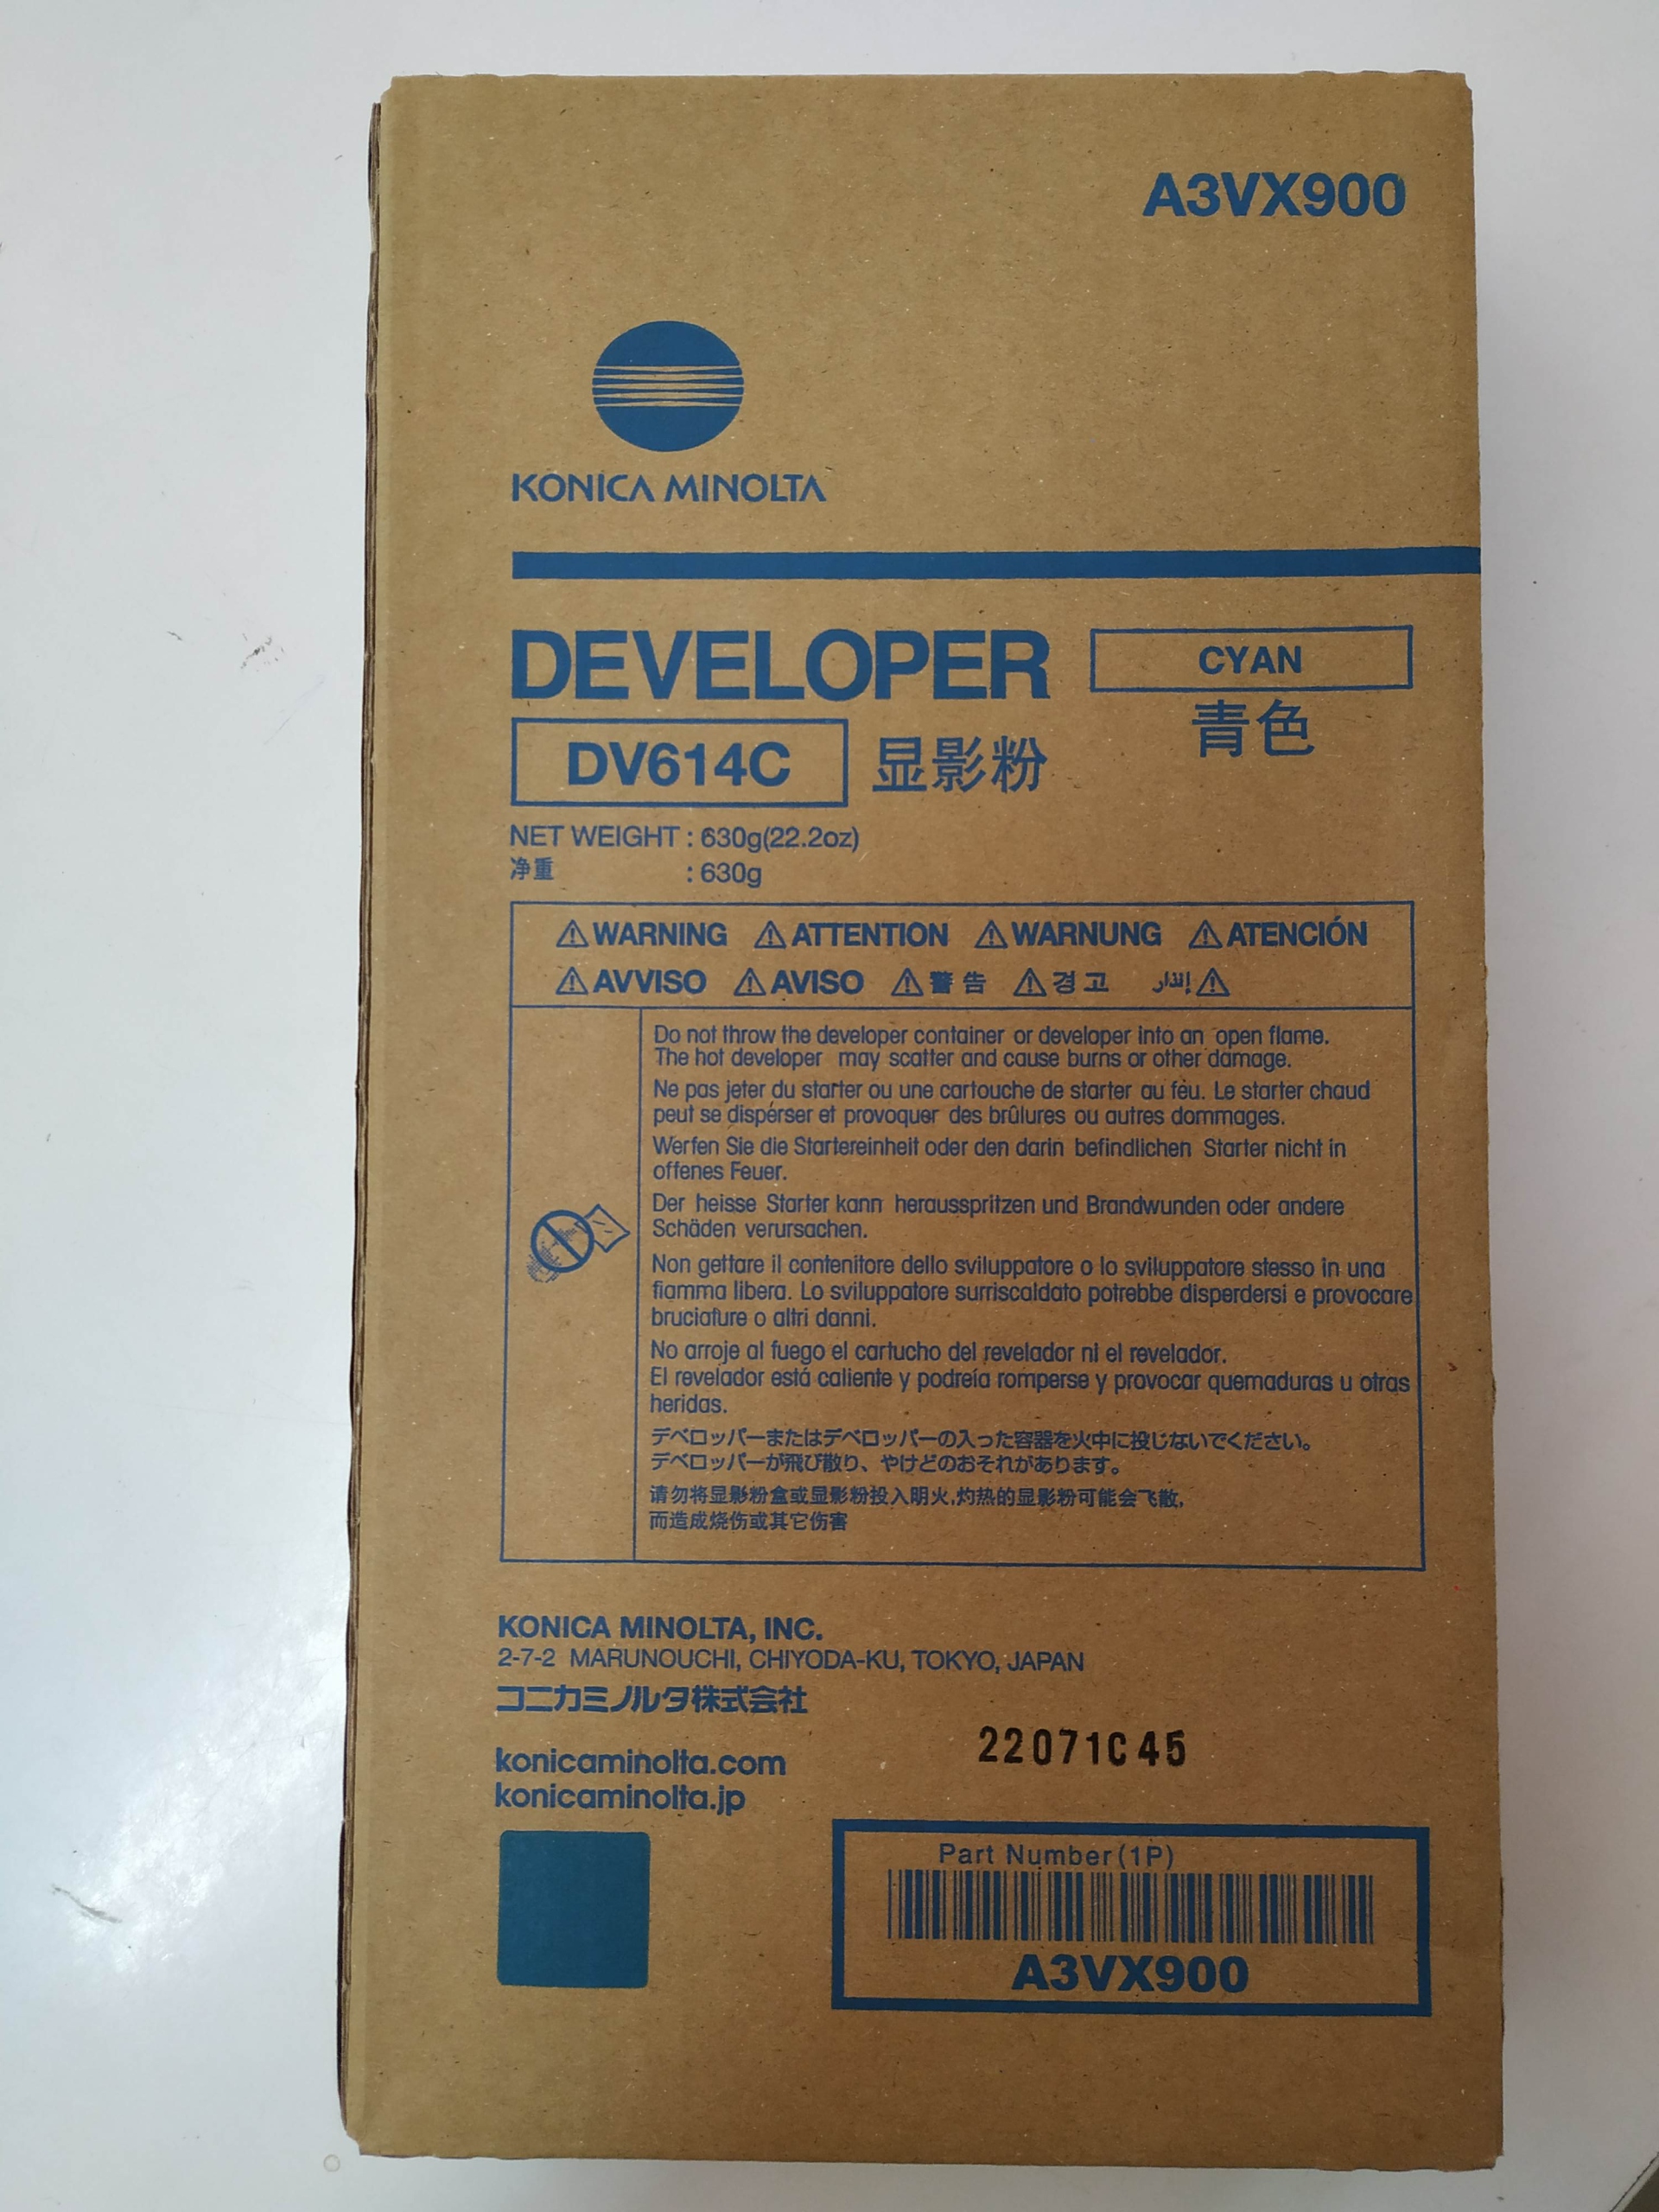 A3VX900
KONICA MINOLTA
DEVELOPER
CYAN
青色
DV614C
显影粉
NET WEIGHT : 630g(22.2oz)
净重 : 630g
WARNING ATTENTION WARNUNG ATENCIÓN
AVVISO AVISO 警告 경고 إنذار
Do not throw the developer container or developer into an open flame.
The hot developer may scatter and cause burns or other damage.
Ne pas jeter du starter ou une cartouche de starter au feu. Le starter chaud
peut se dispérser et provoquer des brûlures ou autres dommages.
Werfen Sie die Startereinheit oder den darin befindlichen Starter nicht in
offenes Feuer.
Der heisse Starter kann herausspritzen und Brandwunden oder andere
Schäden verursachen.
Non gettare il contenitore dello sviluppatore o lo sviluppatore stesso in una
fiamma libera. Lo sviluppatore surriscaldato potrebbe disperdersi e provocare
bruciature o altri danni.
No arroje al fuego el cartucho del revelador ni el revelador.
El revelador está caliente y podreía romperse y provocar quemaduras u otras
heridas.
デベロッパーまたはデベロッパーの入った容器を火中に投じないでください。
デベロッパーが飛び散り、やけどのおそれがあります。
请勿将显影粉盒或显影粉投入明火,灼热的显影粉可能会飞散,
而造成烧伤或其它伤害
KONICA MINOLTA, INC.
2-7-2 MARUNOUCHI, CHIYODA-KU, TOKYO, JAPAN
コニカミノルタ株式会社
22071C45
konicaminolta.com
konicaminolta.jp
Part Number(1P)
A3VX900